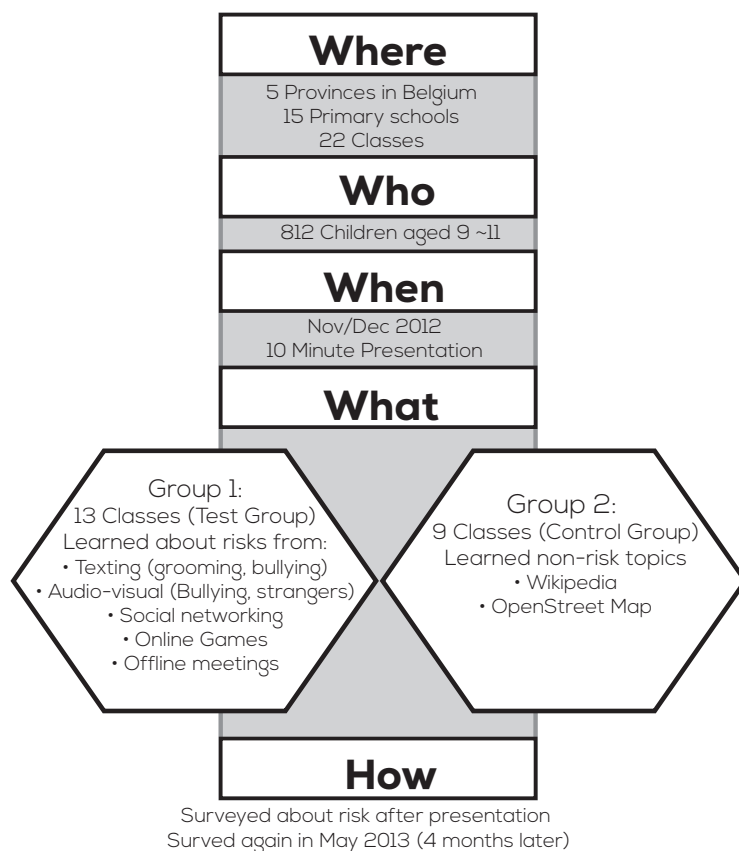 Where
5 Provinces in Belgium
15 Primary schools
22 Classes
Who
812 Children aged 9 ~11
When
Nov/Dec 2012
10 Minute Presentation
What
Group 1:
13 Classes (Test Group)
Learned about risks from:
• Texting (grooming, bullying)
• Audio-visual (Bullying, strangers)
• Social networking
• Online Games
• Offline meetings
Group 2:
9 Classes (Control Group)
Learned non-risk topics
• Wikipedia
• OpenStreet Map
How
Surveyed about risk after presentation
Surved again in May 2013 (4 months later)